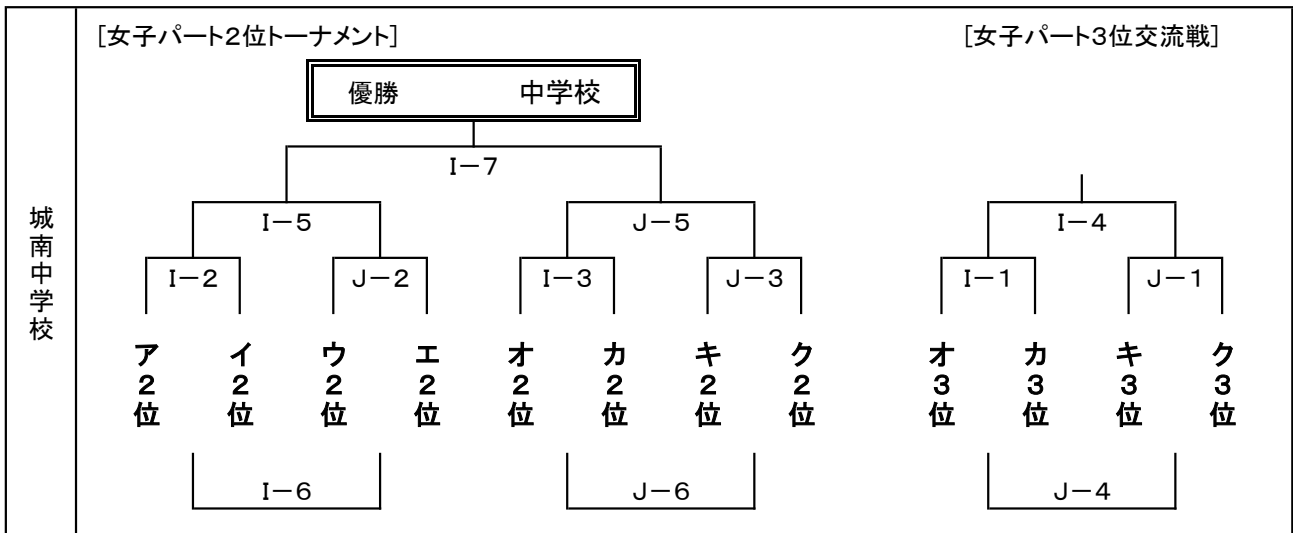 [女子パート2位トーナメント]
[女子パート3位交流戦]
優勝　中学校
I－7
I－5
J－5
I－4
I－2
J－2
I－3
J－3
I－1
J－1
城南中学校
ア2位
イ2位
ウ2位
エ2位
オ2位
カ2位
キ2位
ク2位
オ3位
カ3位
キ3位
ク3位
I－6
J－6
J－4